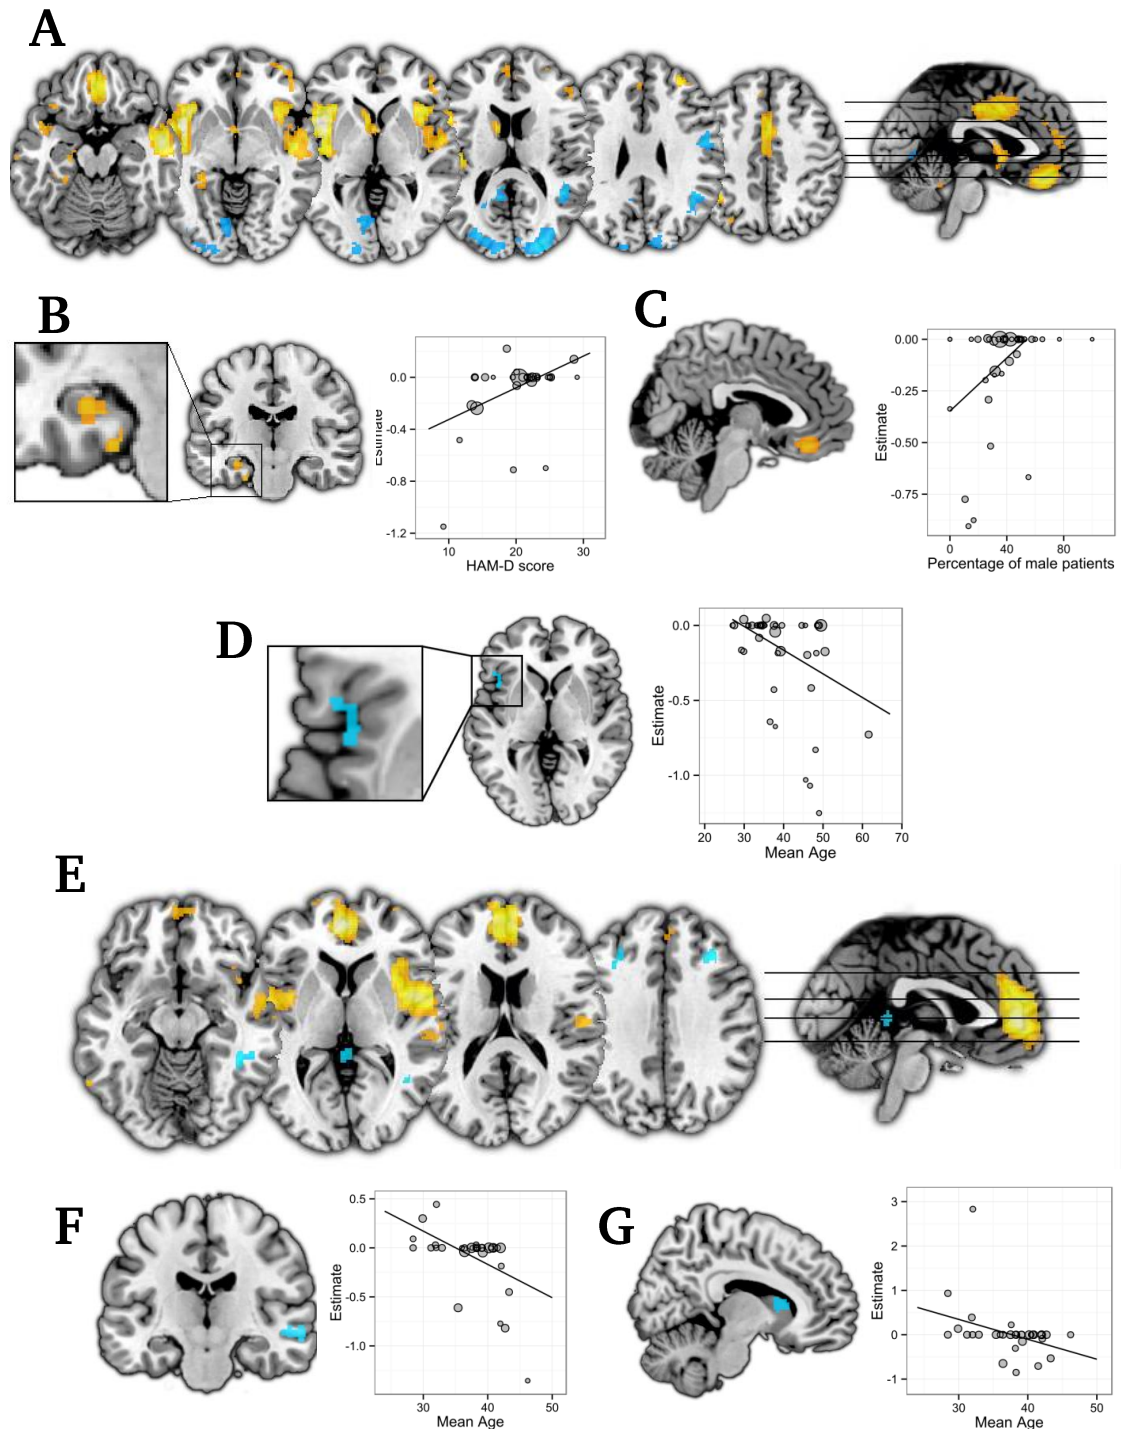 A
B
Estimate
0.0
-0.4
-0.8
-1.2
10 20 30
HAM-D score
C
Estimate
0.00
-0.25
-0.50
-0.75
0 40 80
Percentage of male patients
D
Estimate
0.0
-0.5
-1.0
20 30 40 50 60 70
Mean Age
E
F
Estimate
0.5
0.0
-0.5
-1.0
30 40 50
Mean Age
G
Estimate
3
2
1
0
-1
30 40 50
Mean Age